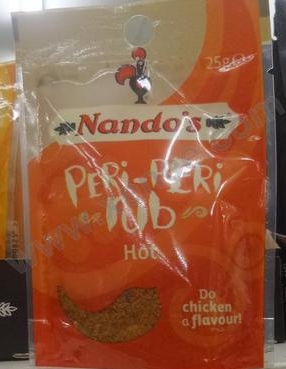 25g e
Nando's
PERi-PERi
rub
Hot
Do
chicken
a flavour!